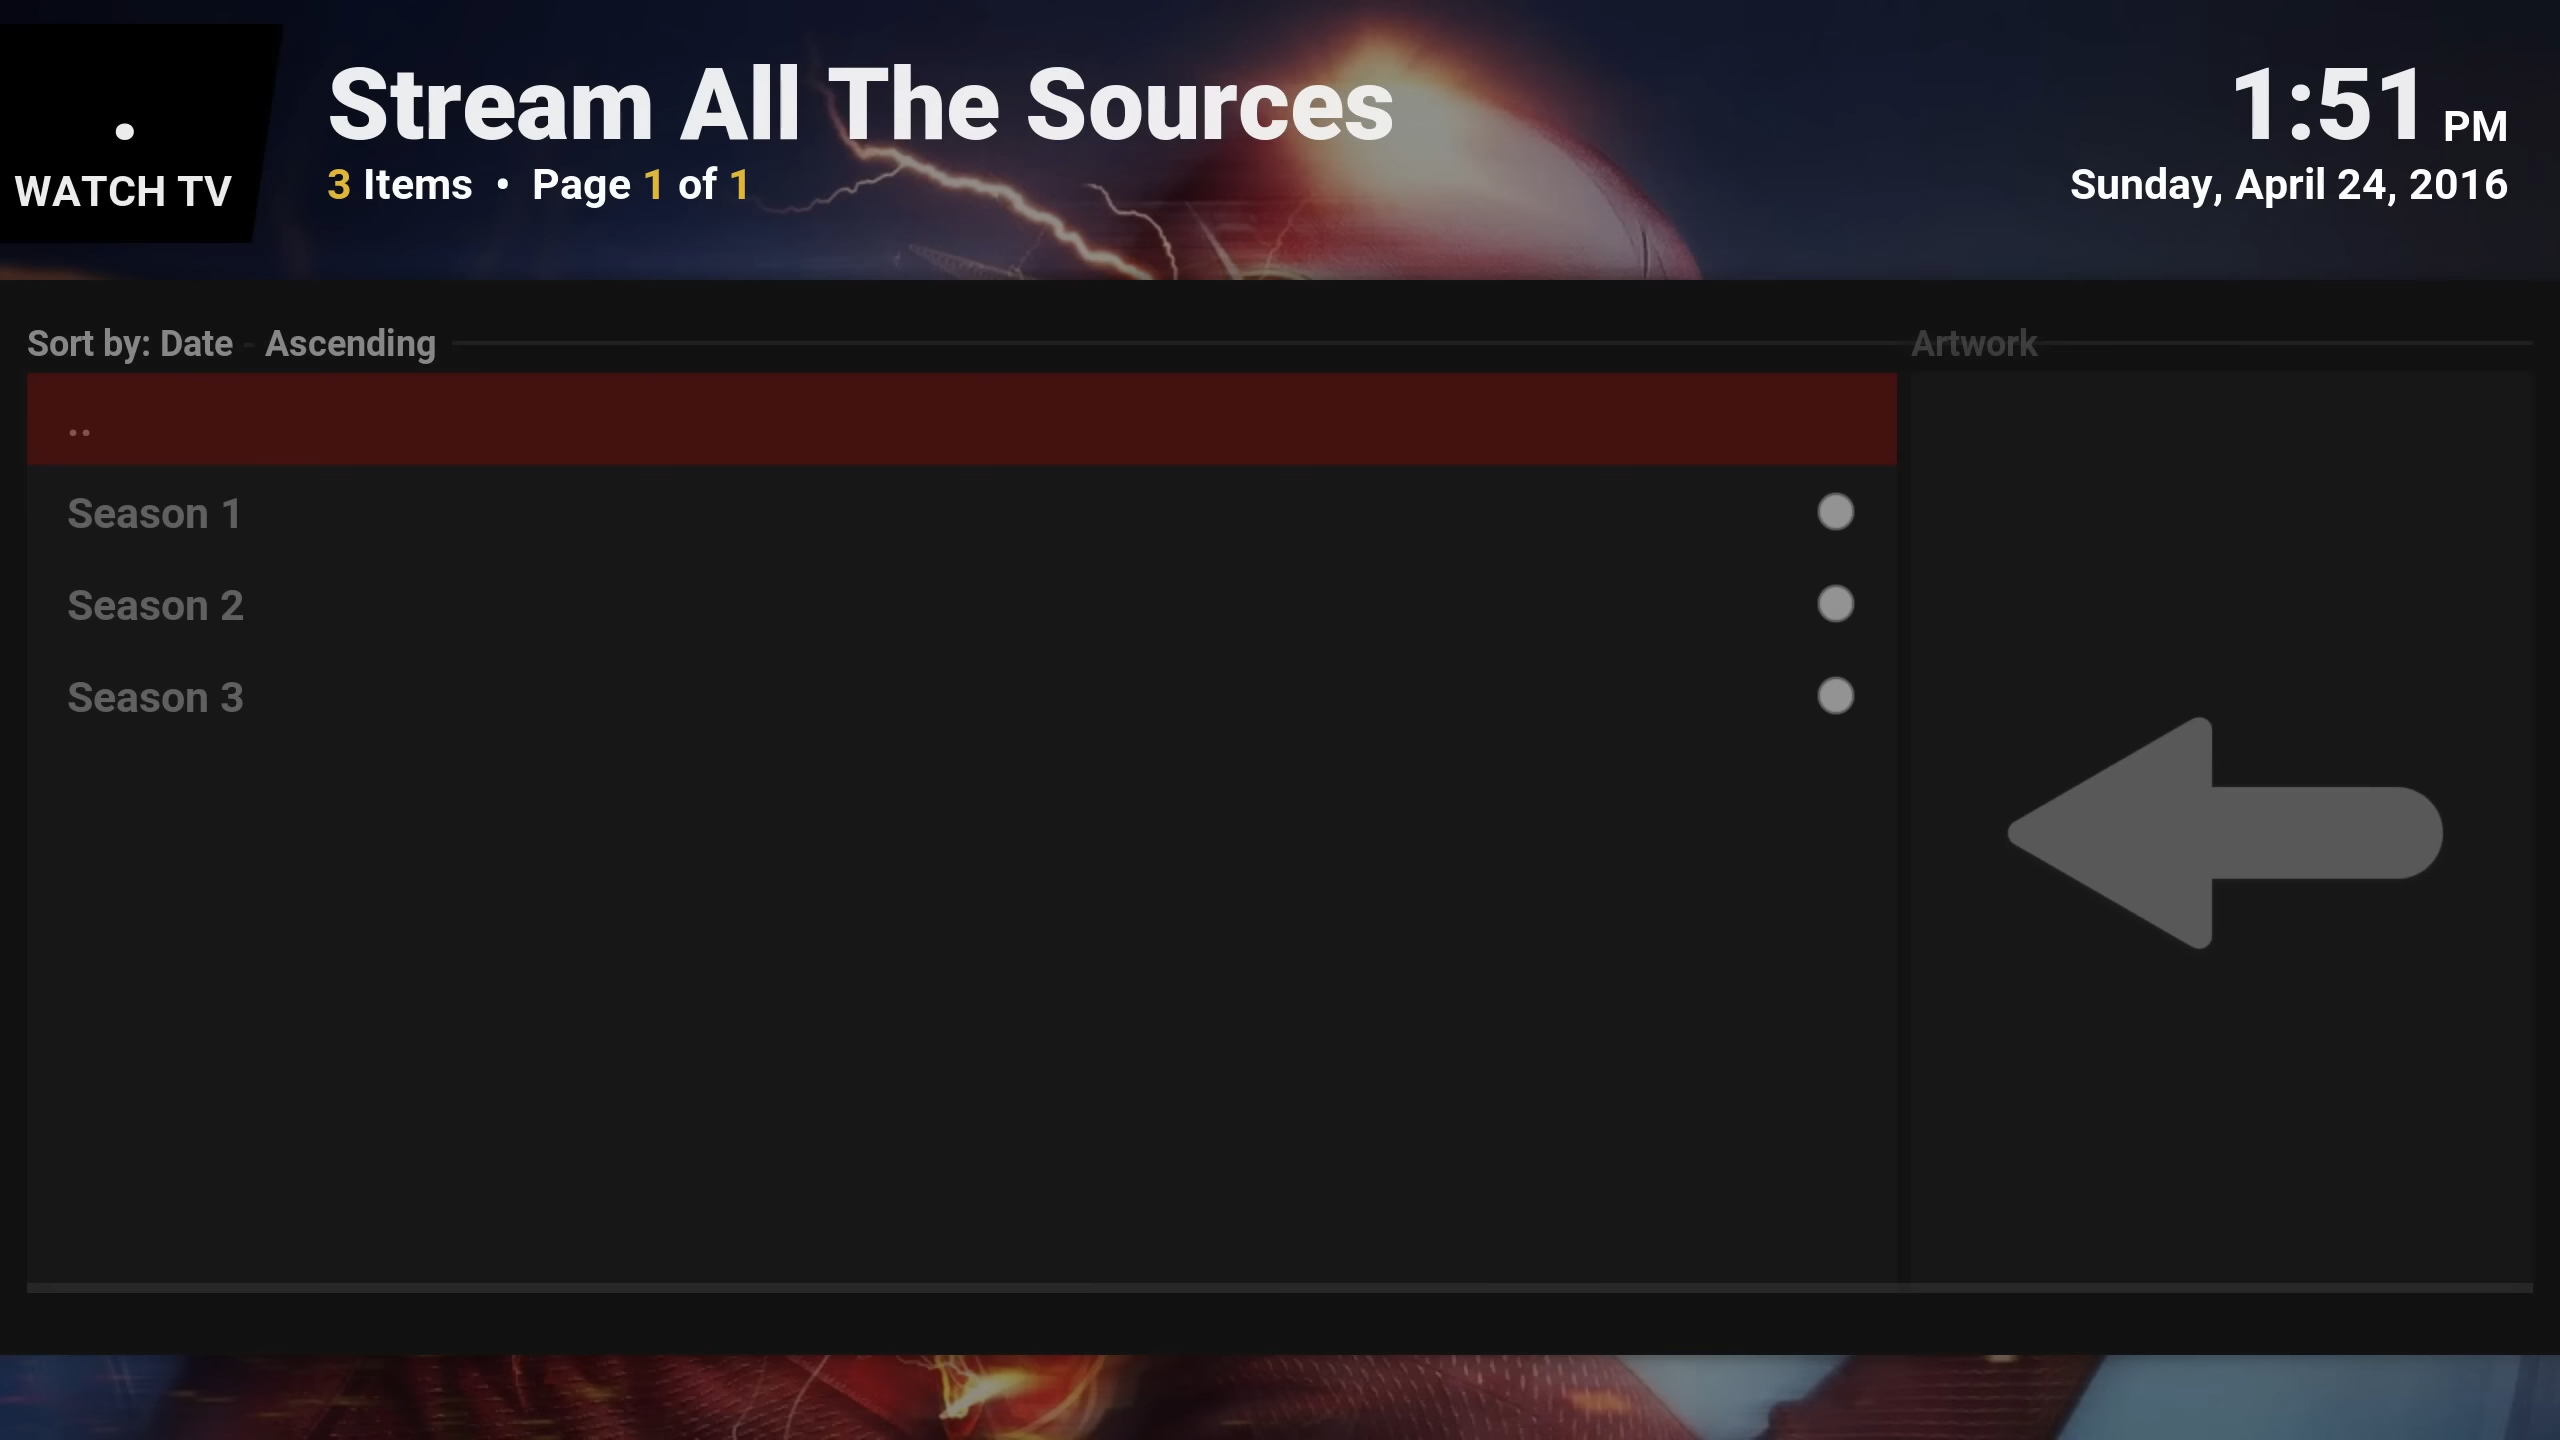 WATCH TV
Stream All The Sources
3 Items • Page 1 of 1
1:51 PM
Sunday, April 24, 2016
Sort by: Date - Ascending
Artwork
..
Season 1
Season 2
Season 3